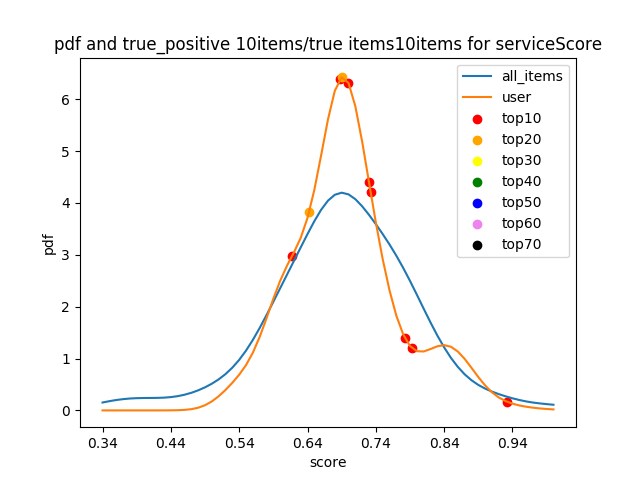 pdf and true_positive 10items/true items10items for serviceScore
all_items
user
top10
top20
top30
top40
top50
top60
top70
pdf
6
5
4
3
2
1
0
0.34 0.44 0.54 0.64 0.74 0.84 0.94
score